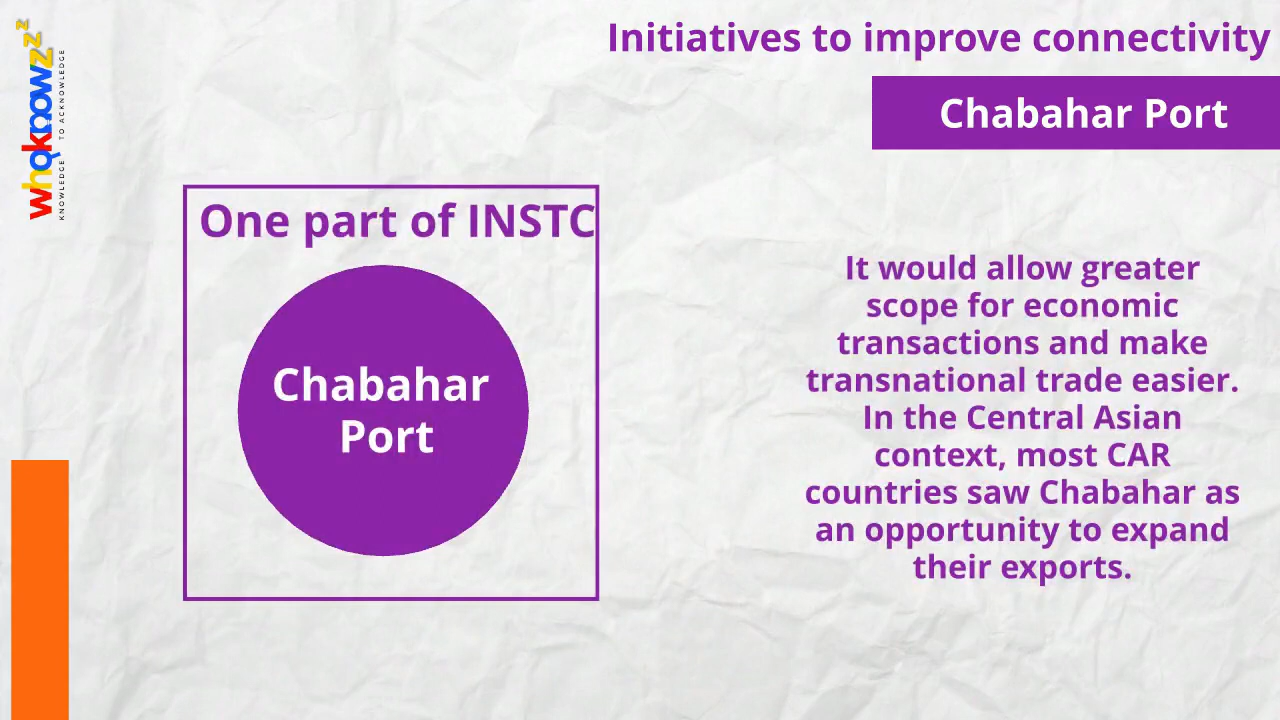 whqknowzzz
KNOWLEDGE TO ACKNOWLEDGE
Initiatives to improve connectivity
Chabahar Port
One part of INSTC
Chabahar
Port
It would allow greater
scope for economic
transactions and make
transnational trade easier.
In the Central Asian
context, most CAR
countries saw Chabahar as
an opportunity to expand
their exports.